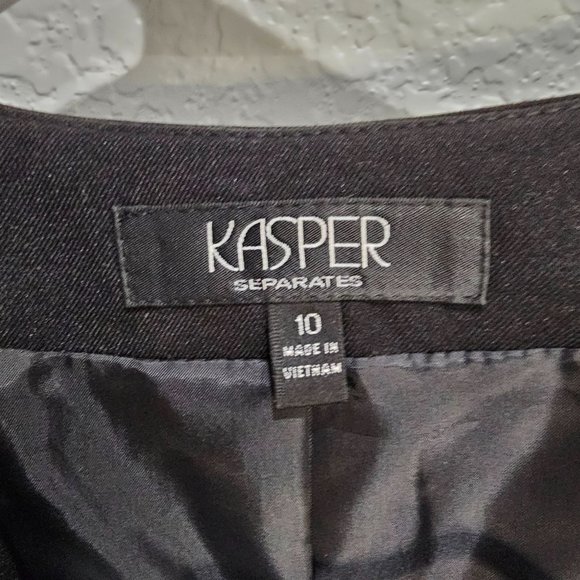 KASPER
SEPARATES
10
MADE IN
VIETNAM